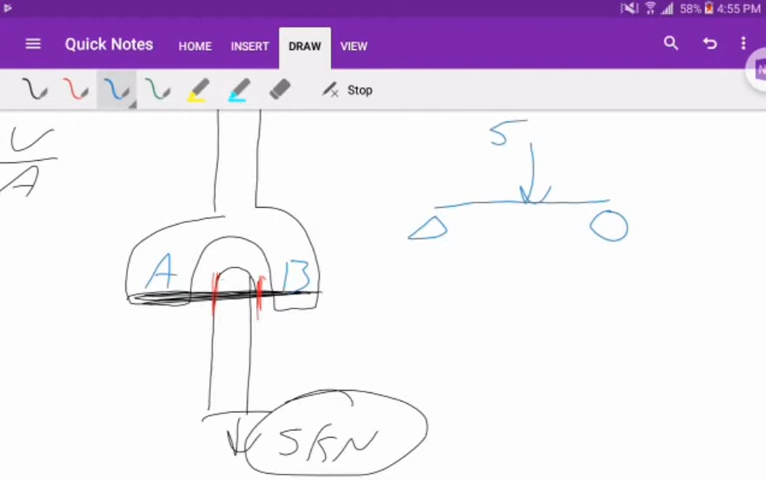 58% 4:55 PM
Quick Notes HOME INSERT DRAW VIEW
Stop
V
A
5
A B
5kN
N